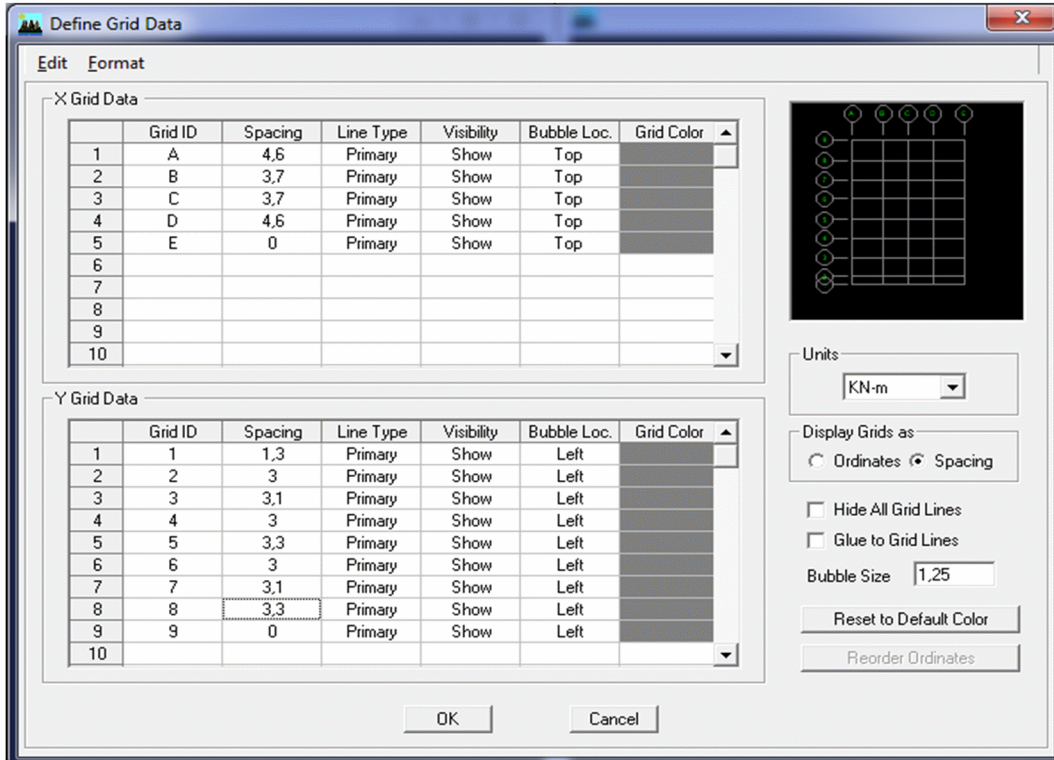 Define Grid Data
Edit Format
X Grid Data
Grid ID Spacing Line Type Visibility Bubble Loc. Grid Color
1 A 4,6 Primary Show Top
2 B 3,7 Primary Show Top
3 C 3,7 Primary Show Top
4 D 4,6 Primary Show Top
5 E 0 Primary Show Top
6
7
8
9
10
Y Grid Data
Grid ID Spacing Line Type Visibility Bubble Loc. Grid Color
1 1 1,3 Primary Show Left
2 2 3 Primary Show Left
3 3 3,1 Primary Show Left
4 4 3 Primary Show Left
5 5 3,3 Primary Show Left
6 6 3 Primary Show Left
7 7 3,1 Primary Show Left
8 8 3,3 Primary Show Left
9 9 0 Primary Show Left
10
Units
KN-m
Display Grids as
Ordinates Spacing
Hide All Grid Lines
Glue to Grid Lines
Bubble Size 1,25
Reset to Default Color
Reorder Ordinates
OK Cancel